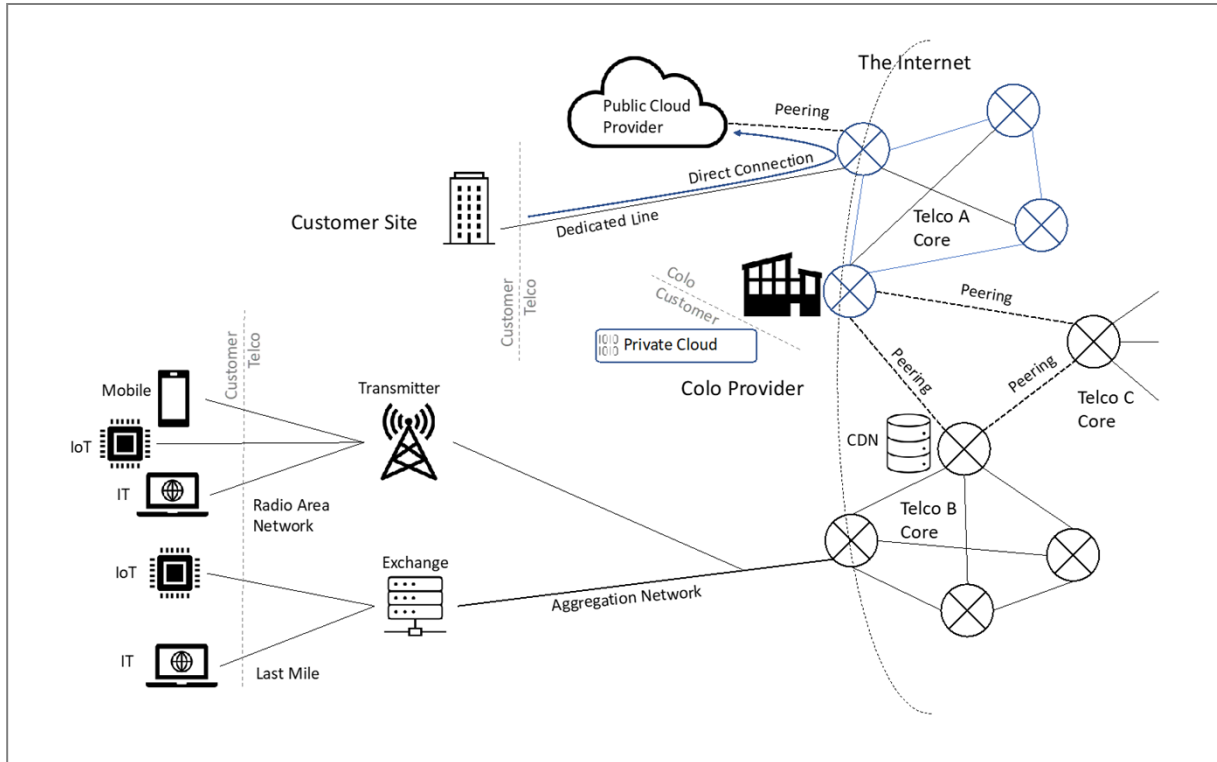 The Internet
Public Cloud
Provider
Peering
Direct Connection
Dedicated Line
Customer Site
Customer
Telco
Telco A
Core
Colo
Customer
IOIO
IOIO
Private Cloud
Colo Provider
Peering
Peering
Peering
Telco C
Core
Customer
Telco
Mobile
IoT
IT
Transmitter
Radio Area
Network
CDN
Telco B
Core
IoT
IT
Exchange
Aggregation Network
Last Mile